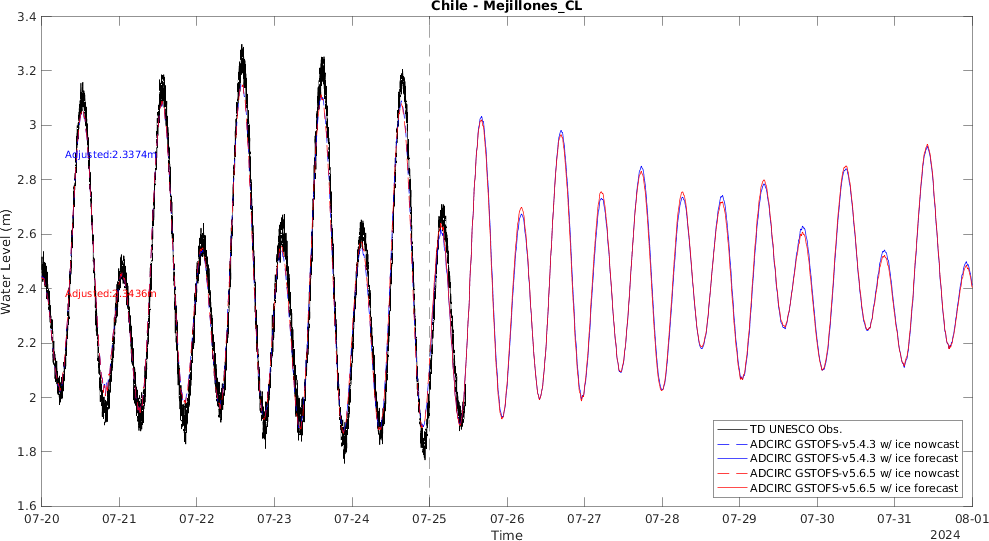 Chile - Mejillones_CL
3.4
3.2
3
2.8
2.6
2.4
2.2
2
1.8
1.6
Water Level (m)
Adjusted:2.3374m
Adjusted:2.3436m
TD UNESCO Obs.
ADCIRC GSTOFS-v5.4.3 w/ ice nowcast
ADCIRC GSTOFS-v5.4.3 w/ ice forecast
ADCIRC GSTOFS-v5.6.5 w/ ice nowcast
ADCIRC GSTOFS-v5.6.5 w/ ice forecast
07-20 07-21 07-22 07-23 07-24 07-25 07-26 07-27 07-28 07-29 07-30 07-31 08-01
Time
2024